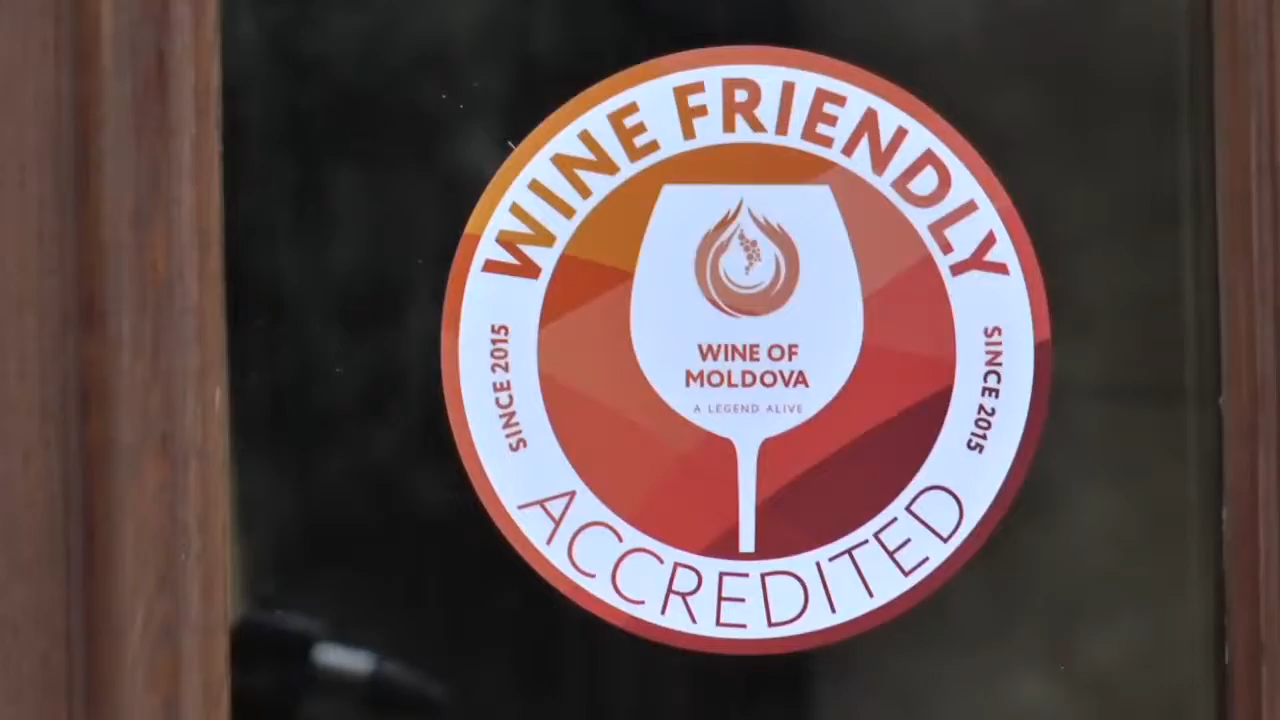 WINE FRIENDLY
WINE OF
MOLDOVA
A LEGEND ALIVE
SINCE 2015
SINCE 2015
ACCREDITED